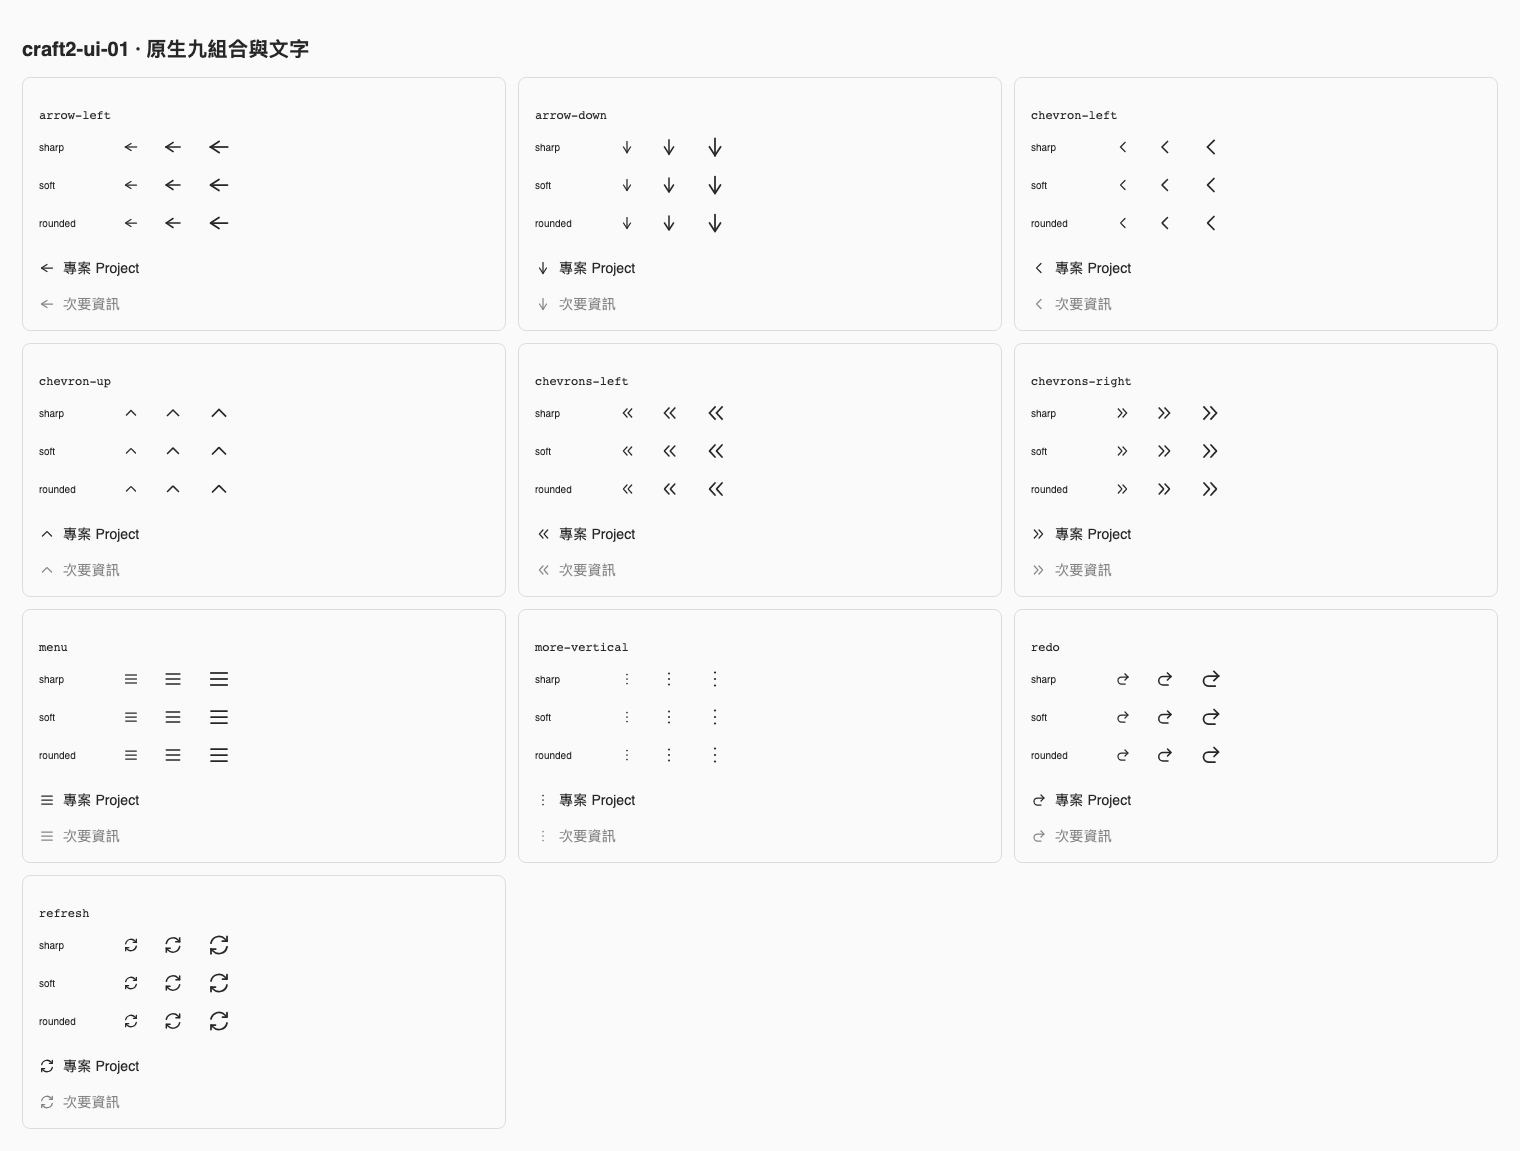 craft2-ui-01 · 原生九組合與文字
arrow-left
sharp
soft
rounded
專案 Project
次要資訊
arrow-down
sharp
soft
rounded
專案 Project
次要資訊
chevron-left
sharp
soft
rounded
專案 Project
次要資訊
chevron-up
sharp
soft
rounded
專案 Project
次要資訊
chevrons-left
sharp
soft
rounded
專案 Project
次要資訊
chevrons-right
sharp
soft
rounded
專案 Project
次要資訊
menu
sharp
soft
rounded
專案 Project
次要資訊
more-vertical
sharp
soft
rounded
專案 Project
次要資訊
redo
sharp
soft
rounded
專案 Project
次要資訊
refresh
sharp
soft
rounded
專案 Project
次要資訊